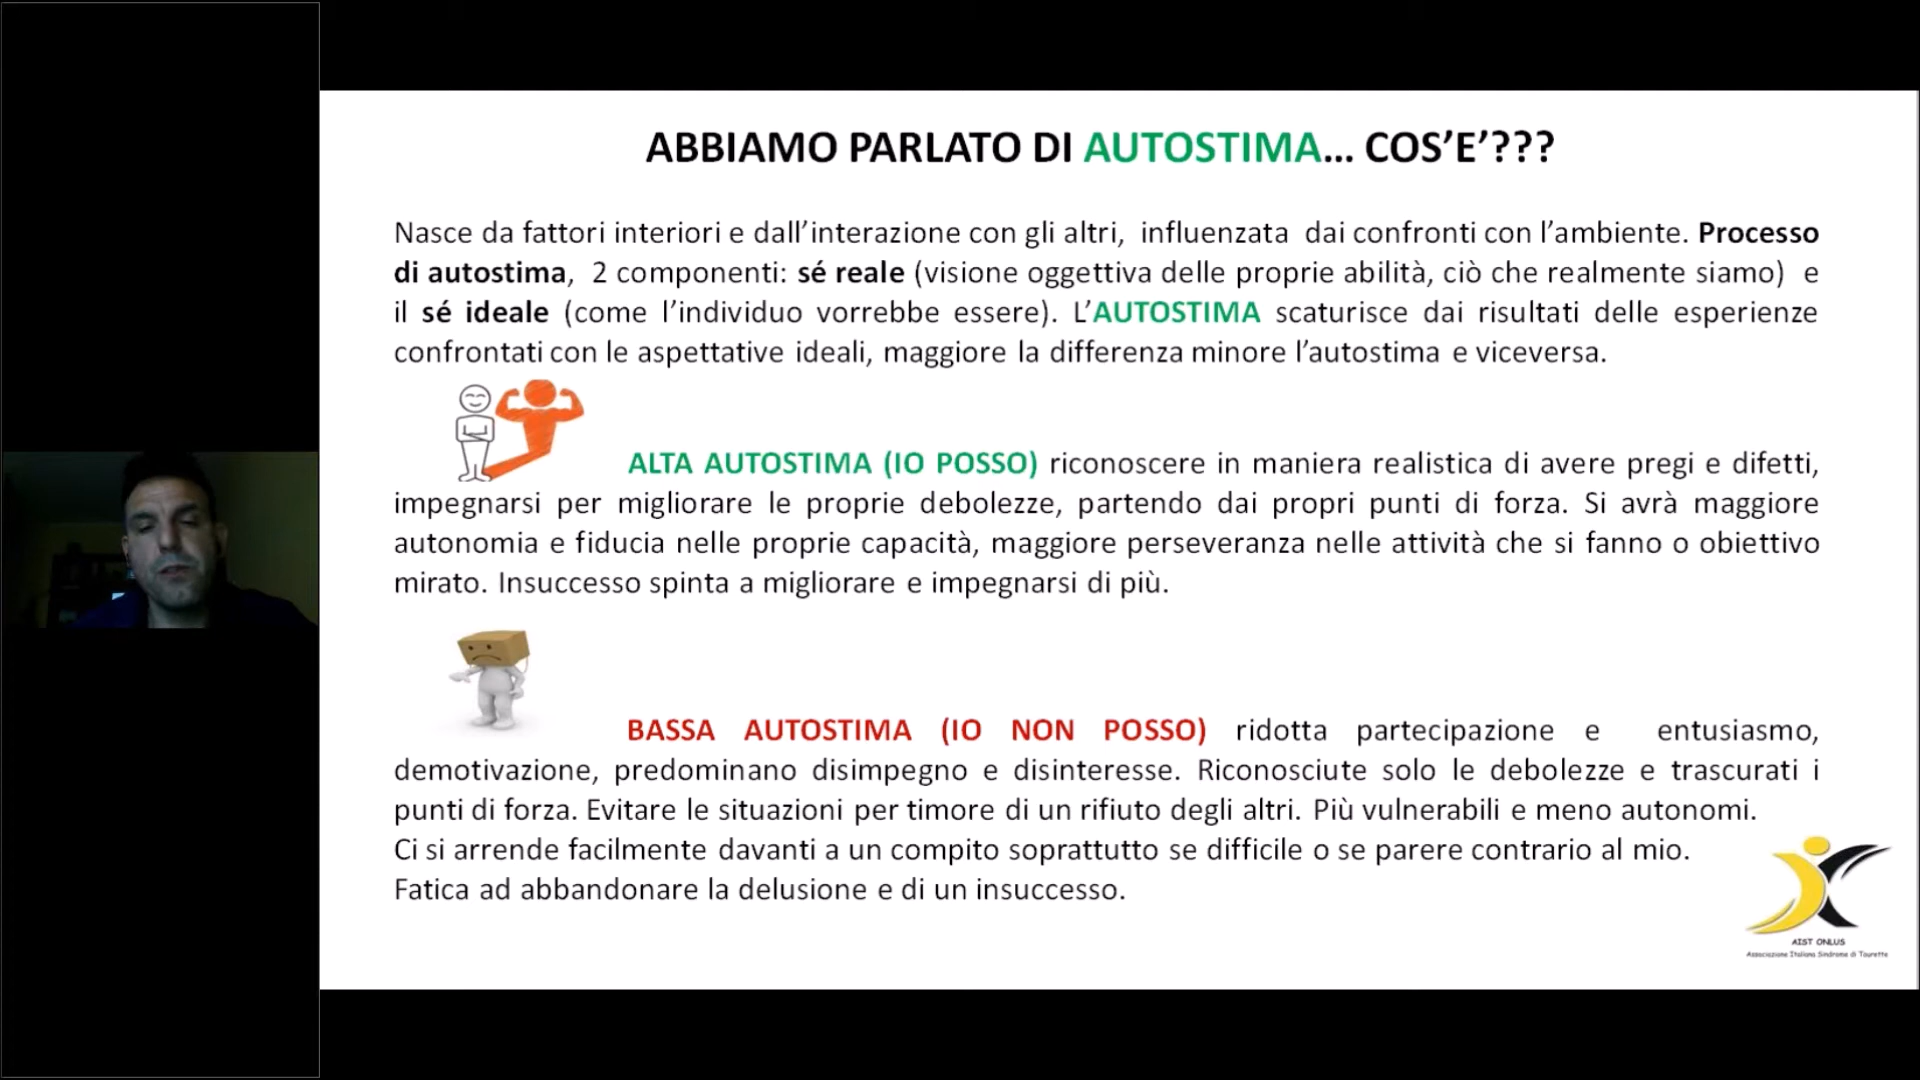 ABBIAMO PARLATO DI AUTOSTIMA... COS’E’???
Nasce da fattori interiori e dall’interazione con gli altri, influenzata dai confronti con l’ambiente. Processo
di autostima, 2 componenti: sé reale (visione oggettiva delle proprie abilità, ciò che realmente siamo) e
il sé ideale (come l’individuo vorrebbe essere). L’AUTOSTIMA scaturisce dai risultati delle esperienze
confrontati con le aspettative ideali, maggiore la differenza minore l’autostima e viceversa.
ALTA AUTOSTIMA (IO POSSO) riconoscere in maniera realistica di avere pregi e difetti,
impegnarsi per migliorare le proprie debolezze, partendo dai propri punti di forza. Si avrà maggiore
autonomia e fiducia nelle proprie capacità, maggiore perseveranza nelle attività che si fanno o obiettivo
mirato. Insuccesso spinta a migliorare e impegnarsi di più.
BASSA AUTOSTIMA (IO NON POSSO) ridotta partecipazione e entusiasmo,
demotivazione, predominano disimpegno e disinteresse. Riconosciute solo le debolezze e trascurati i
punti di forza. Evitare le situazioni per timore di un rifiuto degli altri. Più vulnerabili e meno autonomi.
Ci si arrende facilmente davanti a un compito soprattutto se difficile o se parere contrario al mio.
Fatica ad abbandonare la delusione e di un insuccesso.
AIST ONLUS
Associazione Italiana Sindrome di Tourette